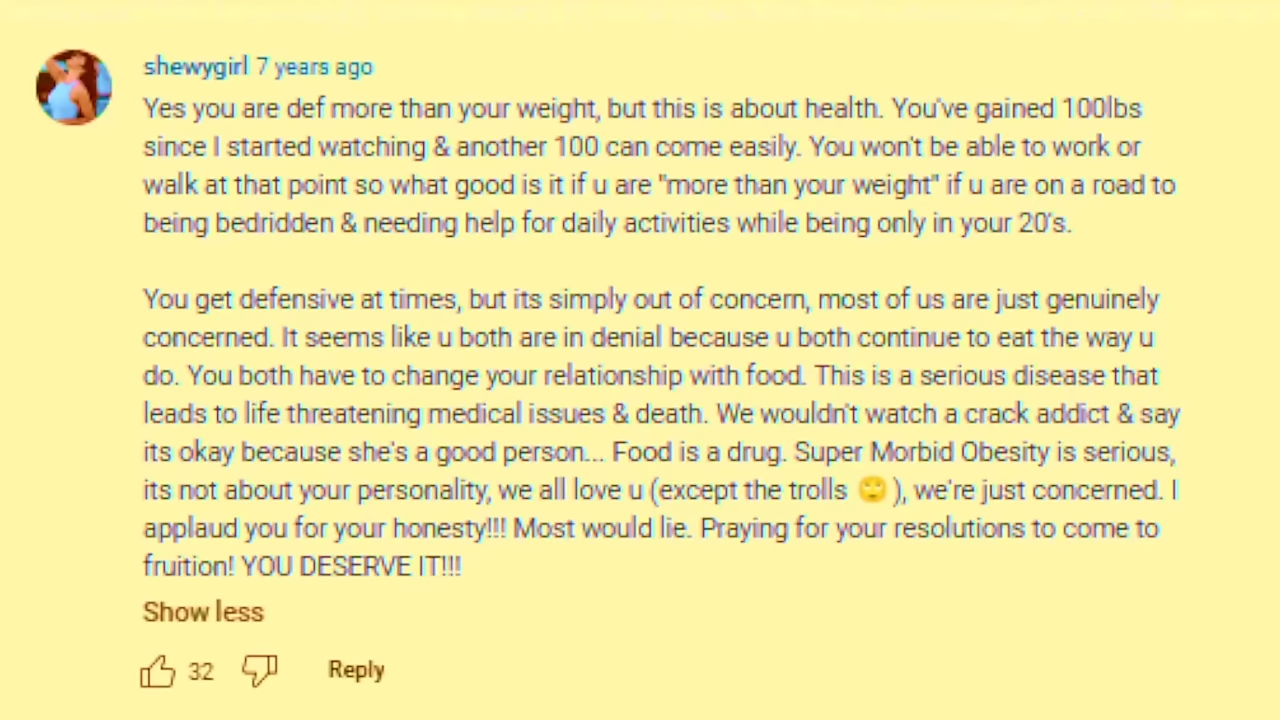 shewygirl 7 years ago
Yes you are def more than your weight, but this is about health. You've gained 100lbs
since I started watching & another 100 can come easily. You won't be able to work or
walk at that point so what good is it if u are "more than your weight" if u are on a road to
being bedridden & needing help for daily activities while being only in your 20's.
You get defensive at times, but its simply out of concern, most of us are just genuinely
concerned. It seems like u both are in denial because u both continue to eat the way u
do. You both have to change your relationship with food. This is a serious disease that
leads to life threatening medical issues & death. We wouldn't watch a crack addict & say
its okay because she's a good person... Food is a drug. Super Morbid Obesity is serious,
its not about your personality, we all love u (except the trolls 🙄 ), we're just concerned. I
applaud you for your honesty!!! Most would lie. Praying for your resolutions to come to
fruition! YOU DESERVE IT!!!
Show less
32 Reply